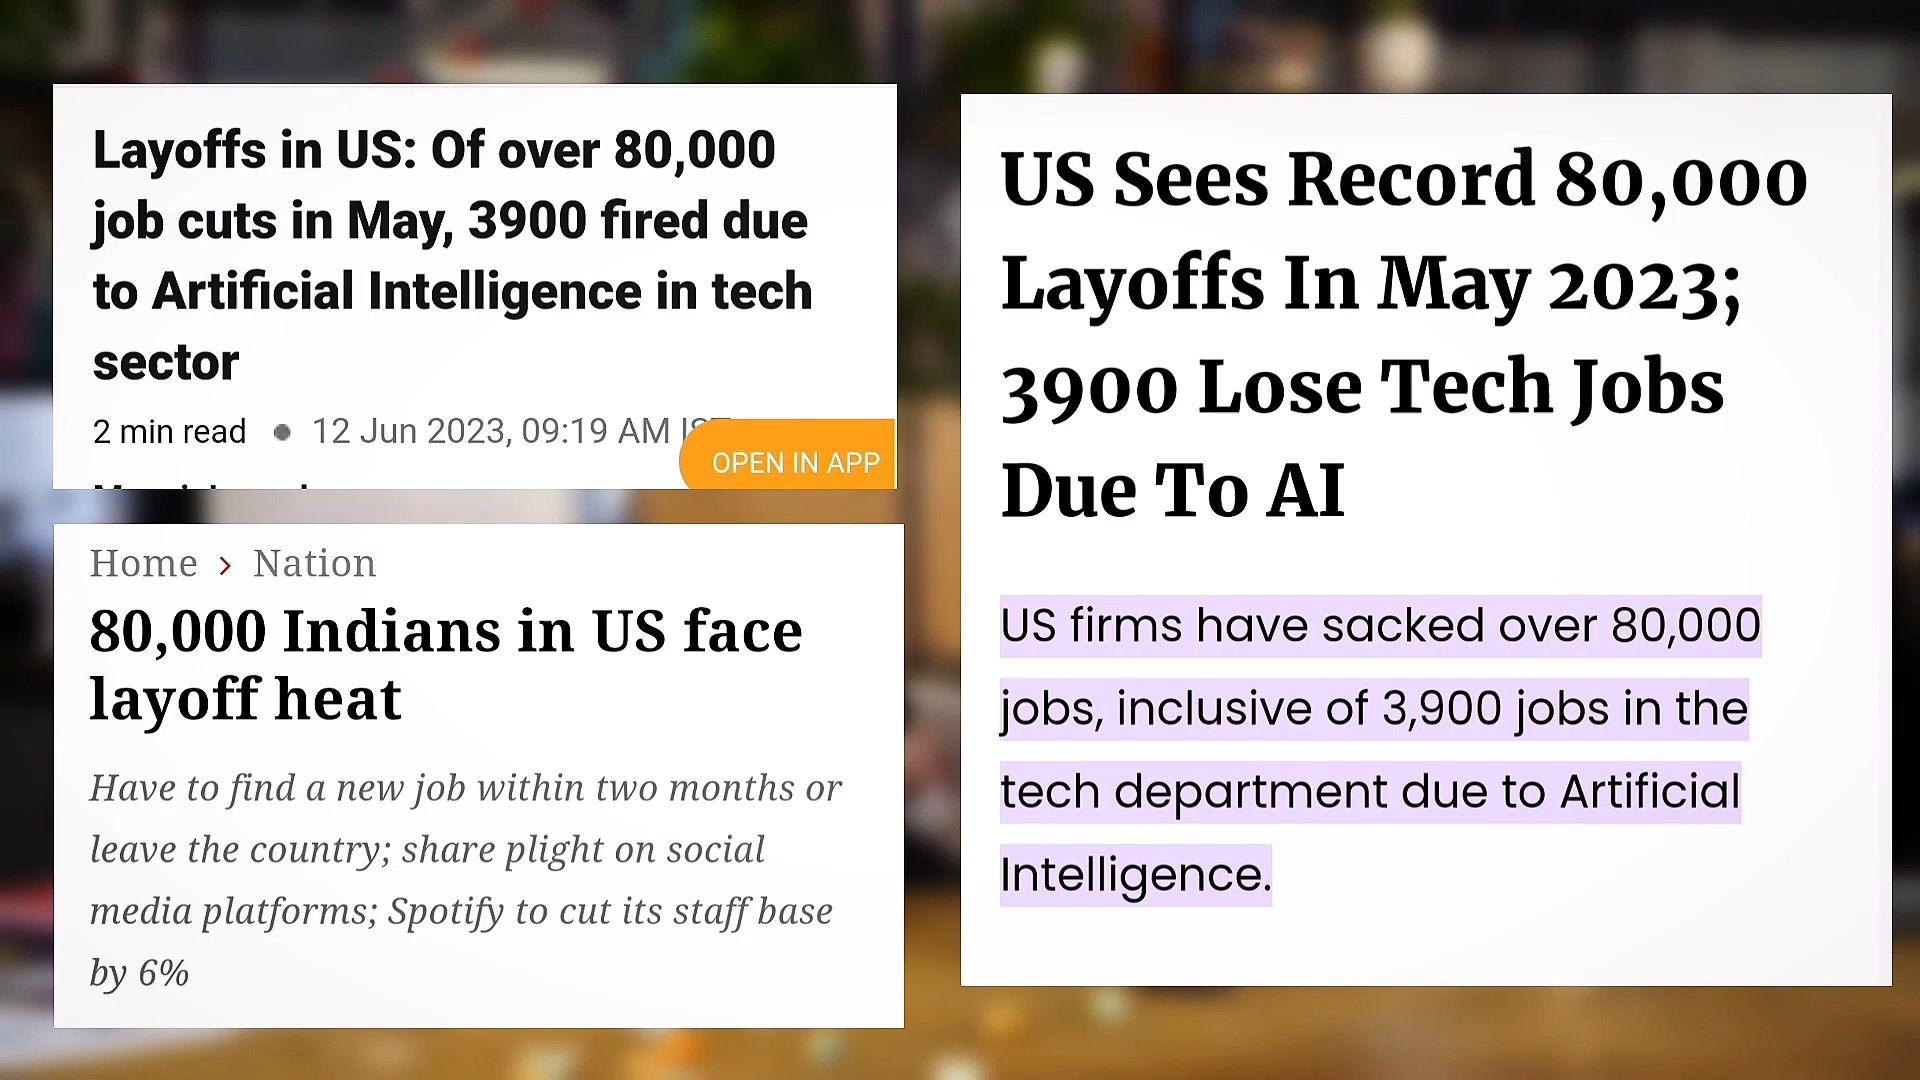 Layoffs in US: Of over 80,000
job cuts in May, 3900 fired due
to Artificial Intelligence in tech
sector
2 min read • 12 Jun 2023, 09:19 AM
OPEN IN APP
Home > Nation
80,000 Indians in US face
layoff heat
Have to find a new job within two months or
leave the country; share plight on social
media platforms; Spotify to cut its staff base
by 6%
US Sees Record 80,000
Layoffs In May 2023;
3900 Lose Tech Jobs
Due To AI
US firms have sacked over 80,000
jobs, inclusive of 3,900 jobs in the
tech department due to Artificial
Intelligence.